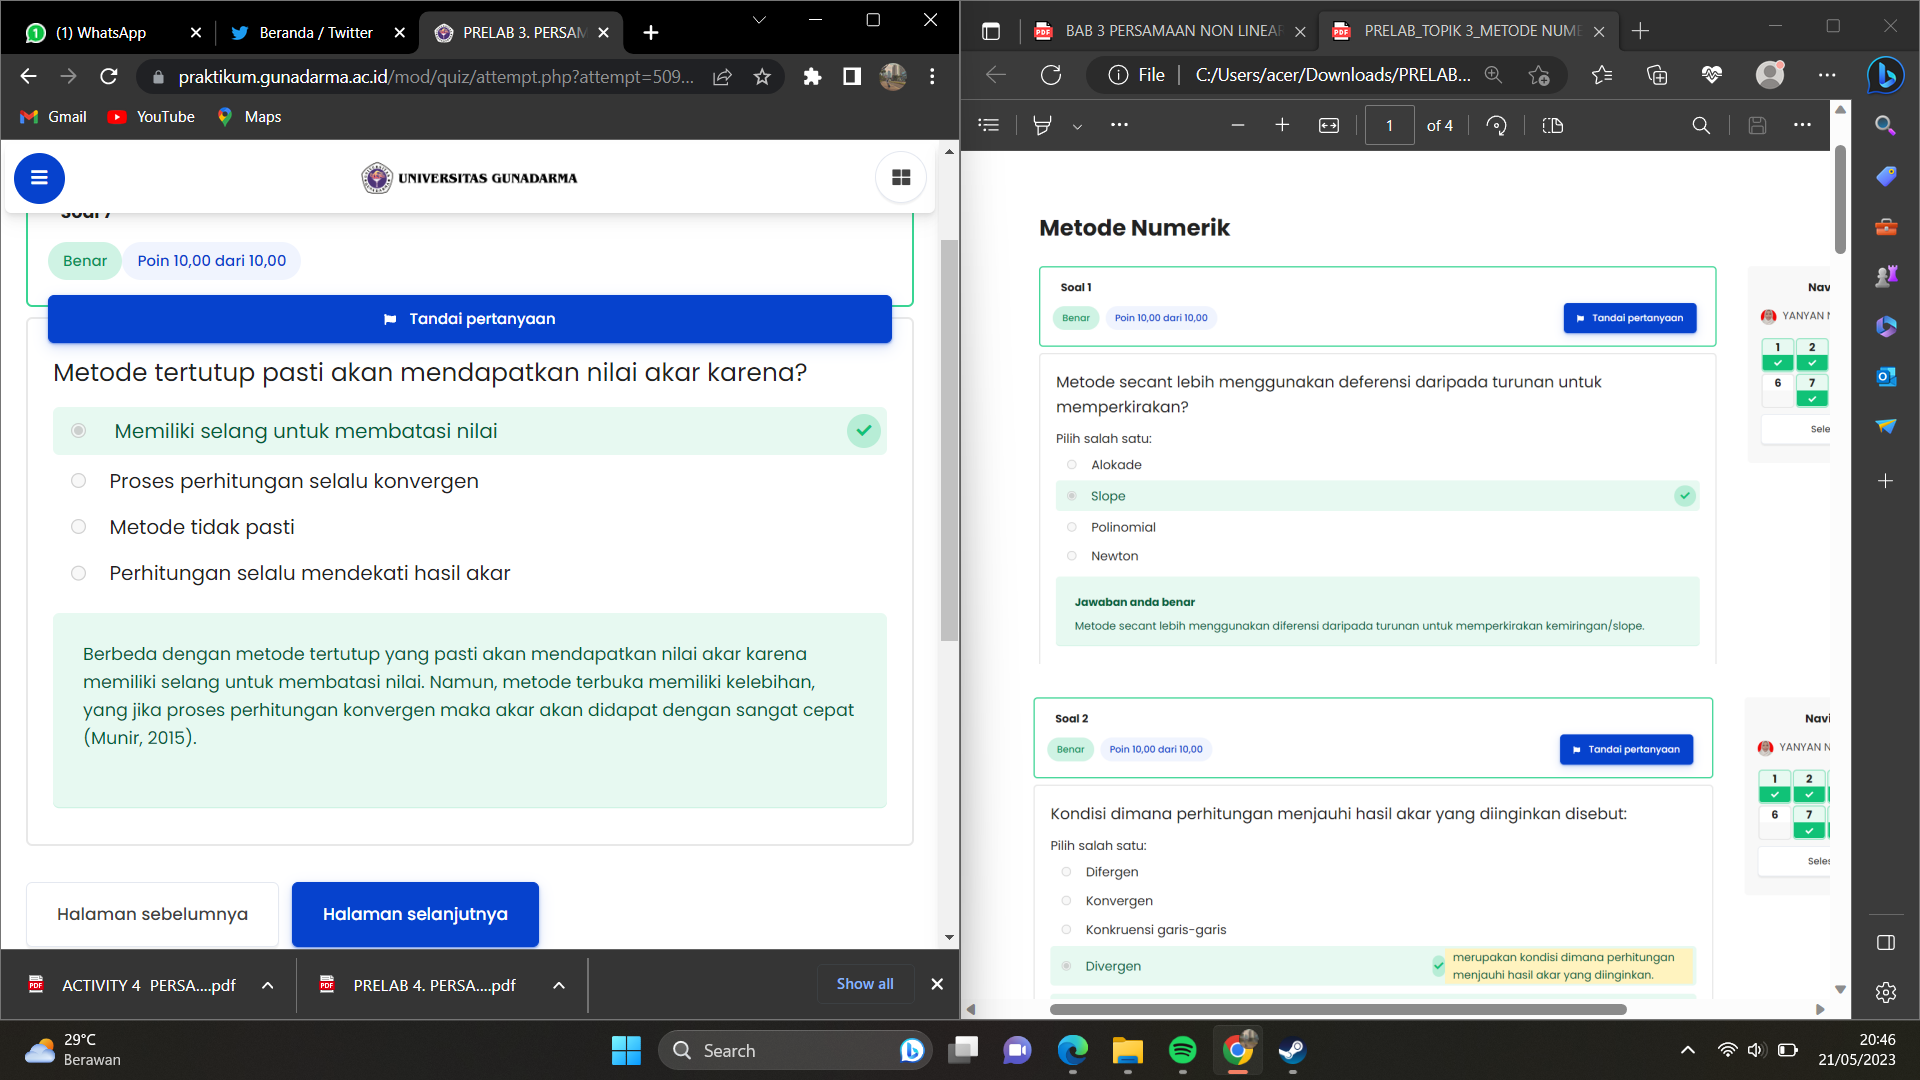 (1) WhatsApp
Beranda / Twitter
PRELAB 3. PERSAM
praktikum.gunadarma.ac.id/mod/quiz/attempt.php?attempt=509...
Gmail
YouTube
Maps
UNIVERSITAS GUNADARMA
Soal 7
Benar
Poin 10,00 dari 10,00
Tandai pertanyaan
Metode tertutup pasti akan mendapatkan nilai akar karena?
Memiliki selang untuk membatasi nilai
Proses perhitungan selalu konvergen
Metode tidak pasti
Perhitungan selalu mendekati hasil akar
Berbeda dengan metode tertutup yang pasti akan mendapatkan nilai akar karena
memiliki selang untuk membatasi nilai. Namun, metode terbuka memiliki kelebihan,
yang jika proses perhitungan konvergen maka akar akan didapat dengan sangat cepat
(Munir, 2015).
Halaman sebelumnya
Halaman selanjutnya
ACTIVITY 4 PERSA....pdf
PRELAB 4. PERSA....pdf
Show all
BAB 3 PERSAMAAN NON LINEAR
PRELAB_TOPIK 3_METODE NUME
File
C:/Users/acer/Downloads/PRELAB...
1
of 4
Metode Numerik
Soal 1
Benar
Poin 10,00 dari 10,00
Tandai pertanyaan
Metode secant lebih menggunakan deferensi daripada turunan untuk
memperkirakan?
Pilih salah satu:
Alokade
Slope
Polinomial
Newton
Jawaban anda benar
Metode secant lebih menggunakan diferensi daripada turunan untuk memperkirakan kemiringan/slope.
Navi
YANYAN N
1
2
6
7
Sele
Soal 2
Benar
Poin 10,00 dari 10,00
Tandai pertanyaan
Kondisi dimana perhitungan menjauhi hasil akar yang diinginkan disebut:
Pilih salah satu:
Difergen
Konvergen
Konkruensi garis-garis
Divergen
merupakan kondisi dimana perhitungan
menjauhi hasil akar yang diinginkan.
Navi
YANYAN N
1
2
6
7
Seles
29°C
Berawan
Search
20:46
21/05/2023